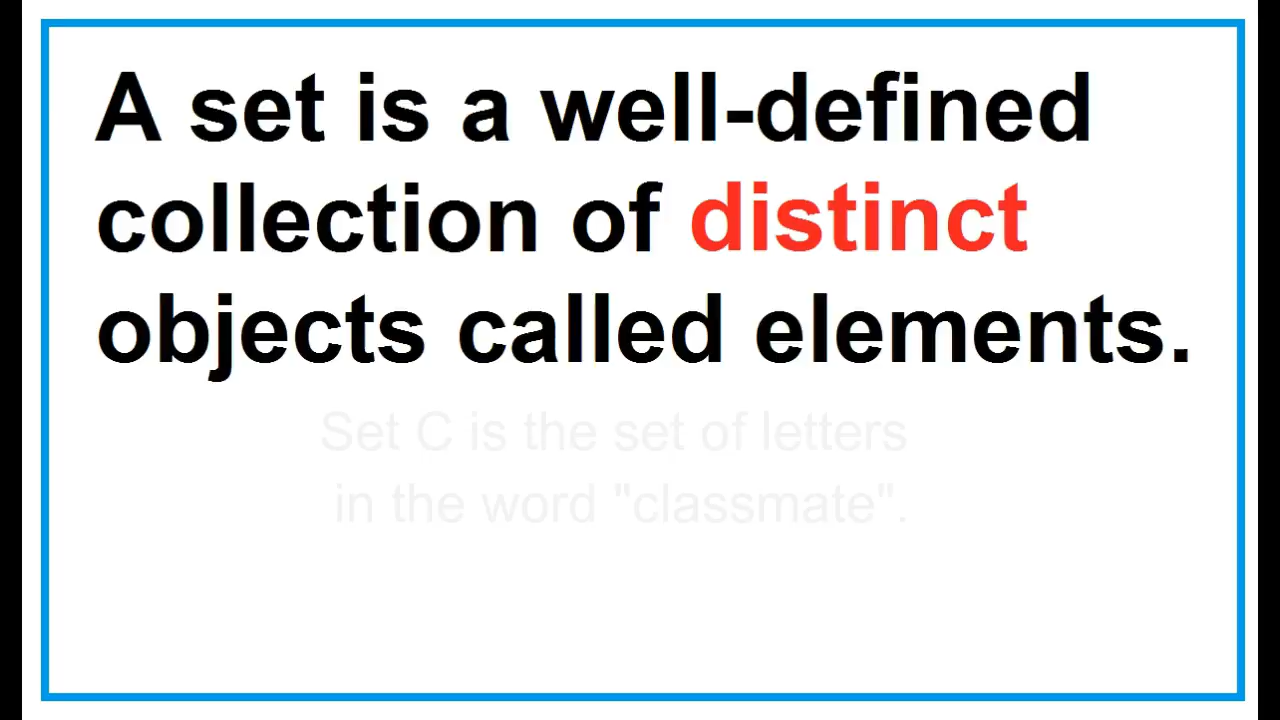 A set is a well-defined
collection of distinct
objects called elements.
Set C is the set of letters
in the word "classmate".